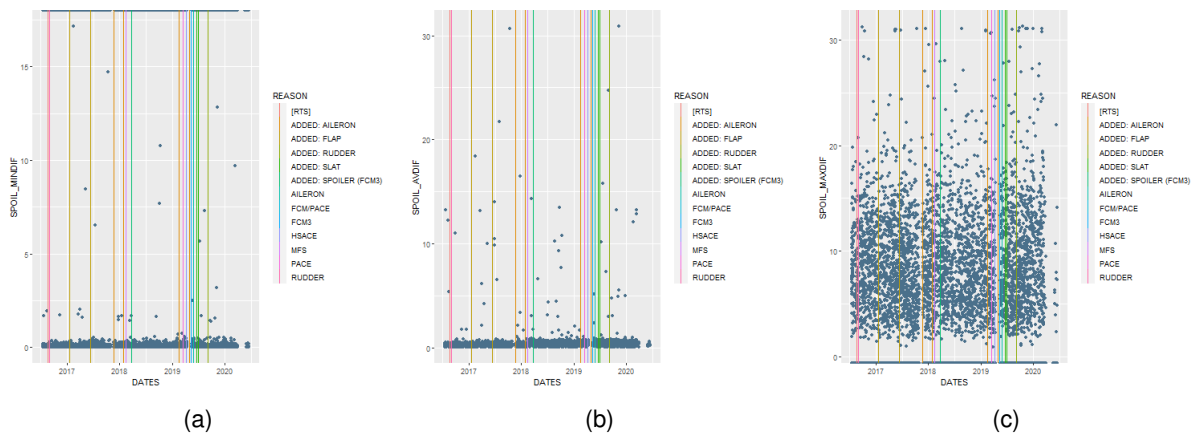 SPOIL_MINDIF
15
10
5
0
2017 2018 2019 2020
DATES
REASON
[RTS]
ADDED: AILERON
ADDED: FLAP
ADDED: RUDDER
ADDED: SLAT
ADDED: SPOILER (FCM3)
AILERON
FCM/PACE
FCM3
HSACE
MFS
PACE
RUDDER
(a)
SPOIL_AVDIF
30
20
10
0
2017 2018 2019 2020
DATES
REASON
[RTS]
ADDED: AILERON
ADDED: FLAP
ADDED: RUDDER
ADDED: SLAT
ADDED: SPOILER (FCM3)
AILERON
FCM/PACE
FCM3
HSACE
MFS
PACE
RUDDER
(b)
SPOIL_MAXDIF
30
20
10
0
2017 2018 2019 2020
DATES
REASON
[RTS]
ADDED: AILERON
ADDED: FLAP
ADDED: RUDDER
ADDED: SLAT
ADDED: SPOILER (FCM3)
AILERON
FCM/PACE
FCM3
HSACE
MFS
PACE
RUDDER
(c)